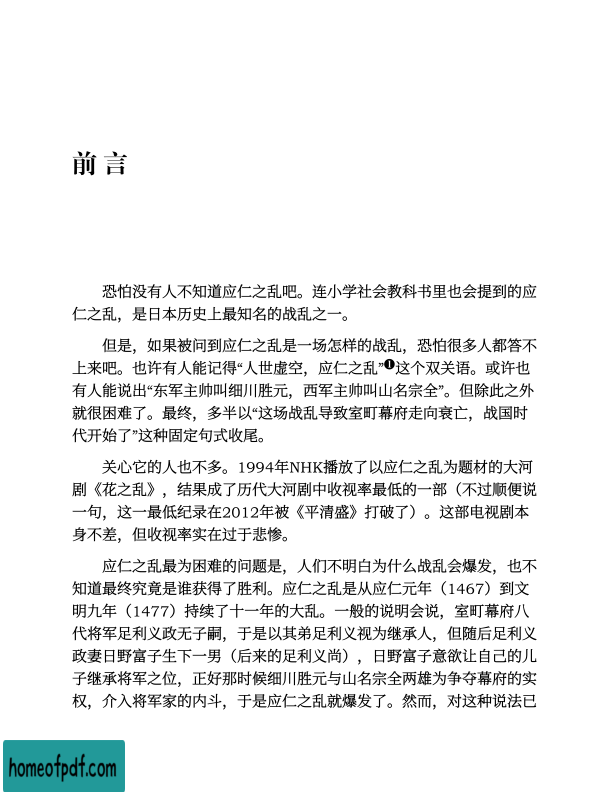 前言
恐怕没有人不知道应仁之乱吧。连小学社会教科书里也会提到的应
仁之乱，是日本历史上最知名的战乱之一。
但是，如果被问到应仁之乱是一场怎样的战乱，恐怕很多人都答不
上来吧。也许有人能记得“人世虚空，应仁之乱”❶这个双关语。或许也
有人能说出“东军主帅叫细川胜元，西军主帅叫山名宗全”。但除此之外
就很困难了。最终，多半以“这场战乱导致室町幕府走向衰亡，战国时
代开始了”这种固定句式收尾。
关心它的人也不多。1994年NHK播放了以应仁之乱为题材的大河
剧《花之乱》，结果成了历代大河剧中收视率最低的一部（不过顺便说
一句，这一最低纪录在2012年被《平清盛》打破了）。这部电视剧本
身不差，但收视率实在过于悲惨。
应仁之乱最为困难的问题是，人们不明白为什么战乱会爆发，也不
知道最终究竟是谁获得了胜利。应仁之乱是从应仁元年（1467）到文
明九年（1477）持续了十一年的大乱。一般的说明会说，室町幕府八
代将军足利义政无子嗣，于是以其弟足利义视为继承人，但随后足利义
政妻日野富子生下一男（后来的足利义尚），日野富子意欲让自己的儿
子继承将军之位，正好那时候细川胜元与山名宗全两雄为争夺幕府的实
权，介入将军家的内斗，于是应仁之乱就爆发了。然而，对这种说法已
homeofpdf.com